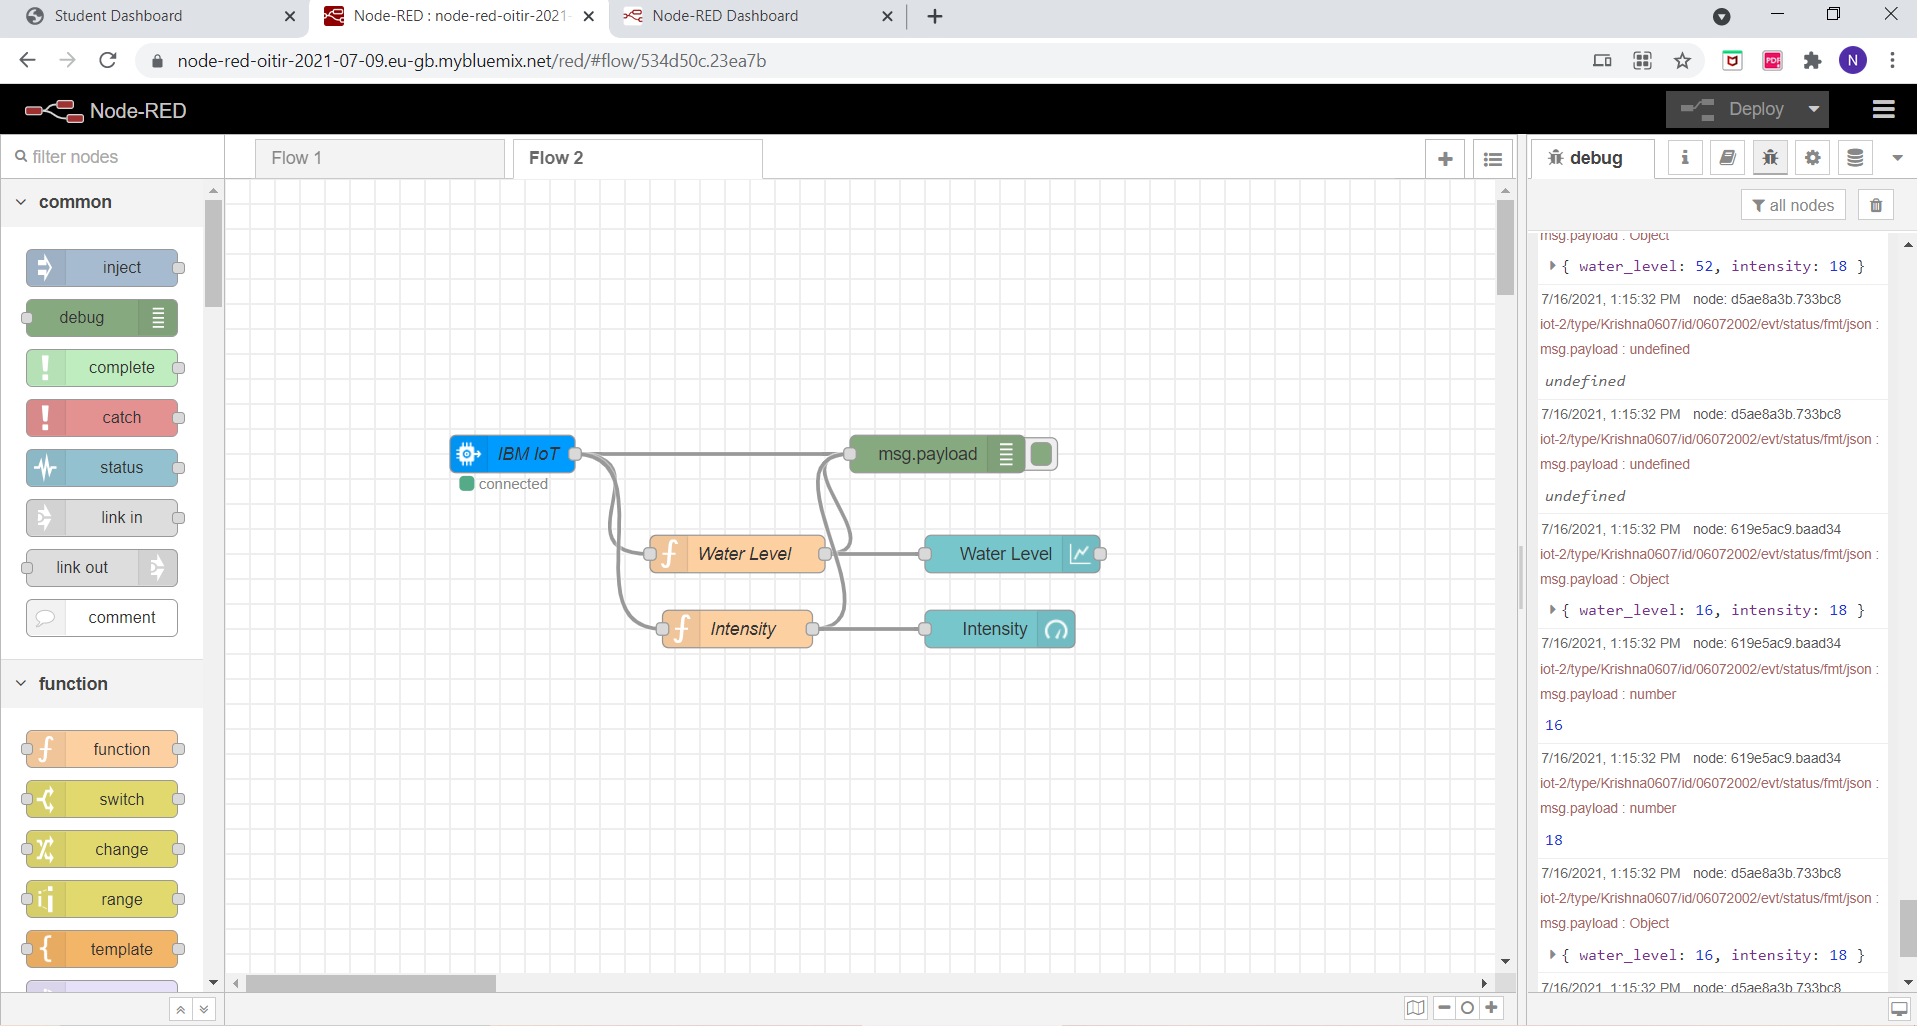 Student Dashboard
Node-RED : node-red-oitir-2021-
Node-RED Dashboard
node-red-oitir-2021-07-09.eu-gb.mybluemix.net/red/#flow/534d50c.23ea7b
PDF
N
Node-RED
Deploy
filter nodes
common
inject
debug
complete
catch
status
link in
link out
comment
function
function
switch
change
range
template
Flow 1
Flow 2
IBM IoT
connected
msg.payload
Water Level
Water Level
Intensity
Intensity
debug
all nodes
msg.payload : Object
{ water_level: 52, intensity: 18 }
7/16/2021, 1:15:32 PM node: d5ae8a3b.733bc8
iot-2/type/Krishna0607/id/06072002/evt/status/fmt/json :
msg.payload : undefined
undefined
7/16/2021, 1:15:32 PM node: d5ae8a3b.733bc8
iot-2/type/Krishna0607/id/06072002/evt/status/fmt/json :
msg.payload : undefined
undefined
7/16/2021, 1:15:32 PM node: 619e5ac9.baad34
iot-2/type/Krishna0607/id/06072002/evt/status/fmt/json :
msg.payload : Object
{ water_level: 16, intensity: 18 }
7/16/2021, 1:15:32 PM node: 619e5ac9.baad34
iot-2/type/Krishna0607/id/06072002/evt/status/fmt/json :
msg.payload : number
16
7/16/2021, 1:15:32 PM node: 619e5ac9.baad34
iot-2/type/Krishna0607/id/06072002/evt/status/fmt/json :
msg.payload : number
18
7/16/2021, 1:15:32 PM node: d5ae8a3b.733bc8
iot-2/type/Krishna0607/id/06072002/evt/status/fmt/json :
msg.payload : Object
{ water_level: 16, intensity: 18 }
7/16/2021, 1:15:32 PM node: d5ae8a3b.733bc8